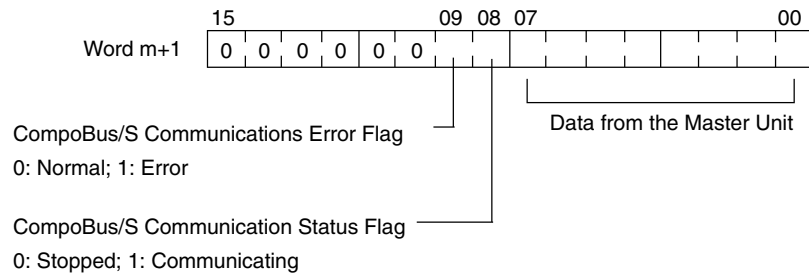 15 09 08 07 00
Word m+1 0 0 0 0 0 0
CompoBus/S Communications Error Flag
0: Normal; 1: Error
Data from the Master Unit
CompoBus/S Communication Status Flag
0: Stopped; 1: Communicating